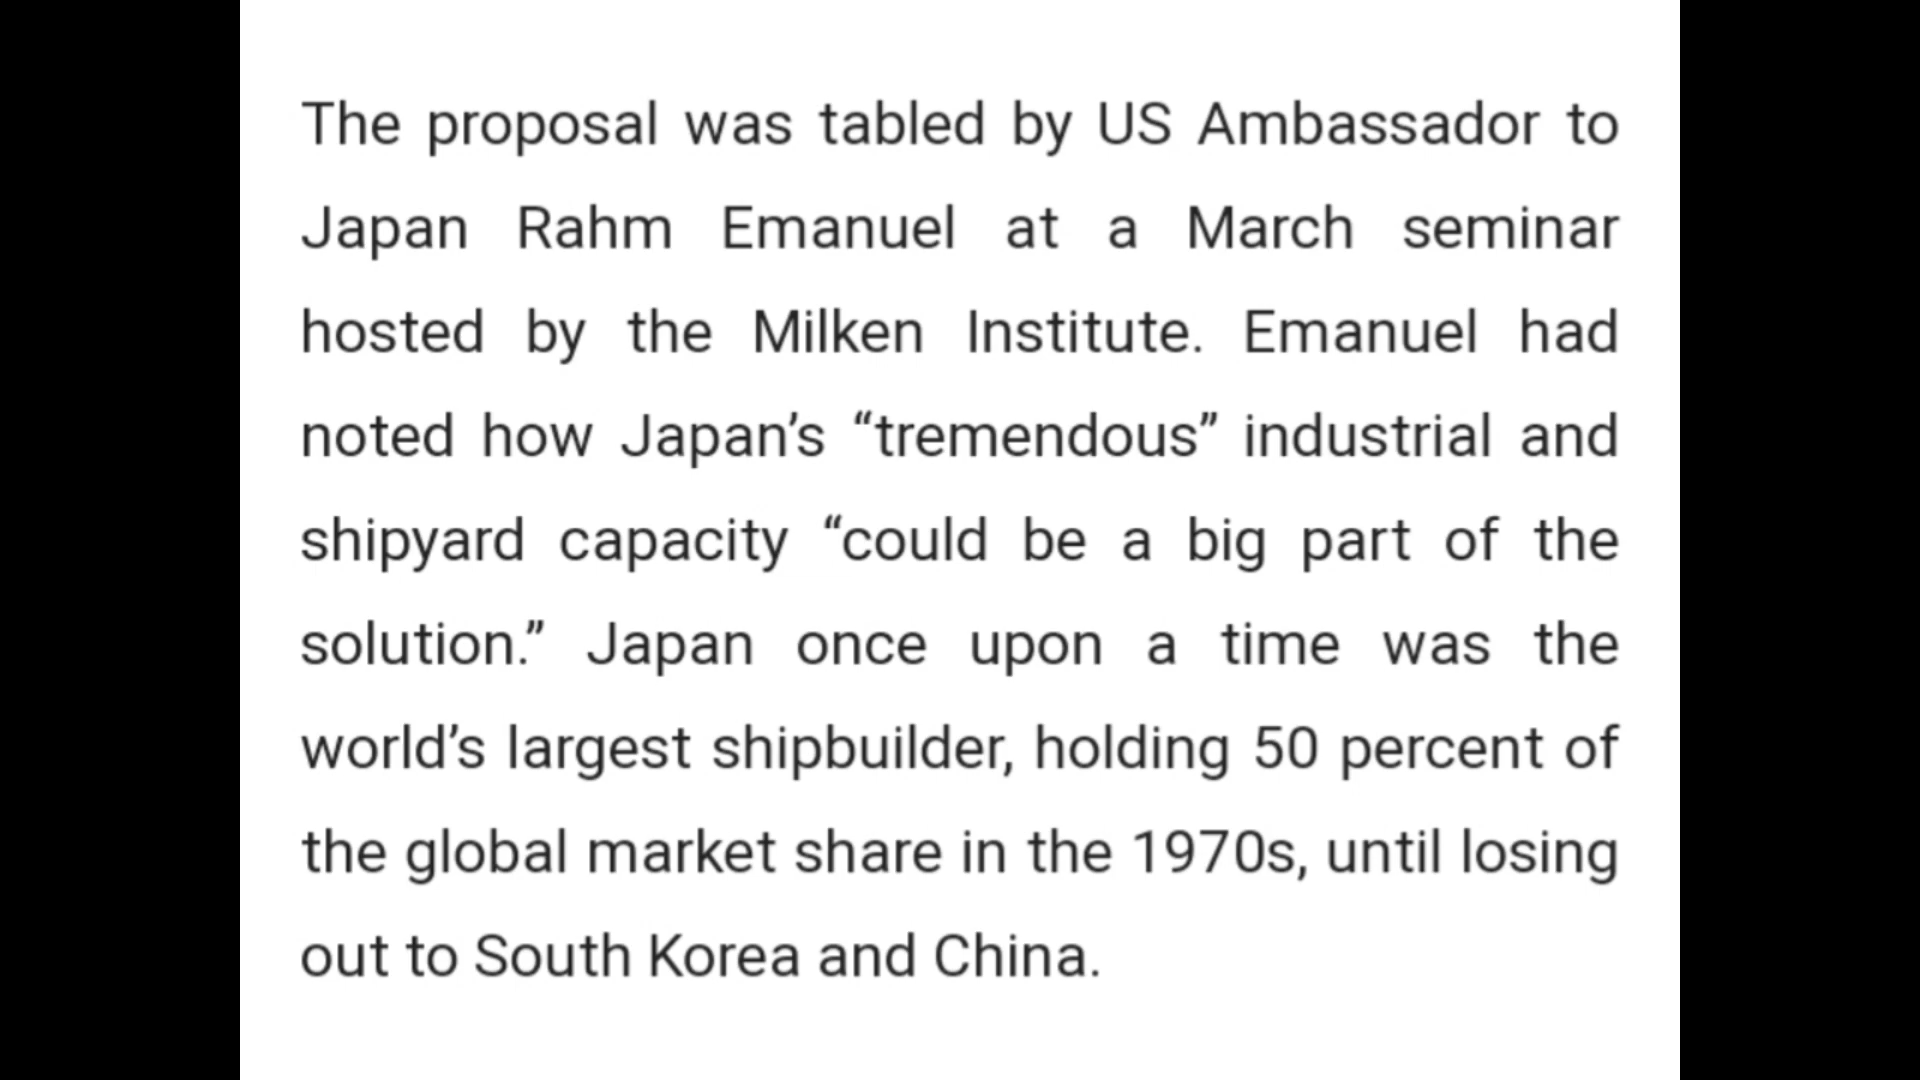 The proposal was tabled by US Ambassador to
Japan Rahm Emanuel at a March seminar
hosted by the Milken Institute. Emanuel had
noted how Japan’s “tremendous” industrial and
shipyard capacity “could be a big part of the
solution.” Japan once upon a time was the
world’s largest shipbuilder, holding 50 percent of
the global market share in the 1970s, until losing
out to South Korea and China.